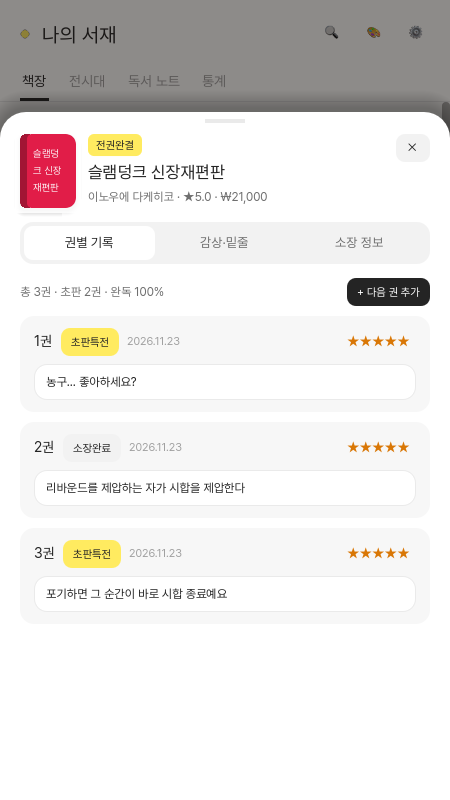 나의 서재
책장 전시대 독서 노트 통계
슬램덩
크 신장
재편판
전권완결
슬램덩크 신장재편판
이노우에 다케히코 · ★5.0 · ₩21,000
×
권별 기록 감상·밑줄 소장 정보
총 3권 · 초판 2권 · 완독 100%
+ 다음 권 추가
1권 초판특전 2026.11.23 ★★★★★
농구... 좋아하세요?
2권 소장완료 2026.11.23 ★★★★★
리바운드를 제압하는 자가 시합을 제압한다
3권 초판특전 2026.11.23 ★★★★★
포기하면 그 순간이 바로 시합 종료예요